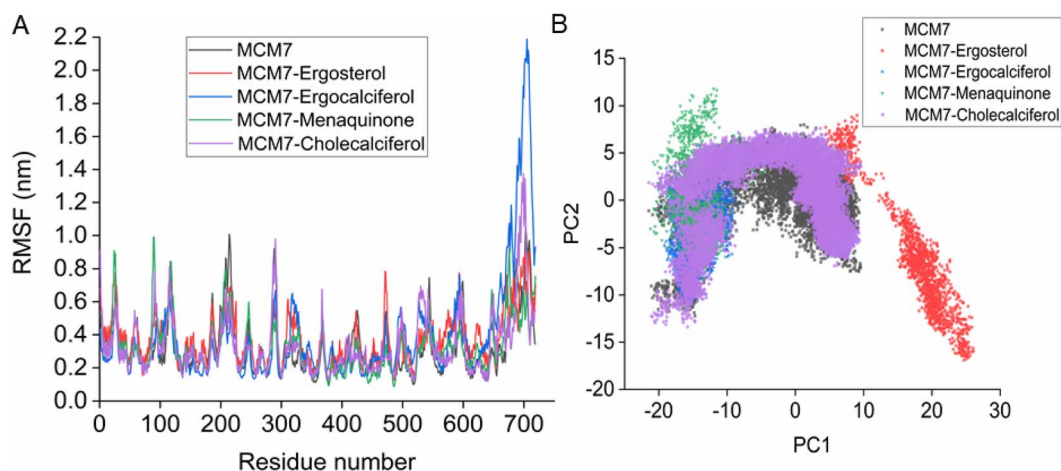 A
RMSF (nm)
2.2
2.0
1.8
1.6
1.4
1.2
1.0
0.8
0.6
0.4
0.2
0.0
MCM7
MCM7-Ergosterol
MCM7-Ergocalciferol
MCM7-Menaquinone
MCM7-Cholecalciferol
0 100 200 300 400 500 600 700
Residue number
B
PC2
15
10
5
0
-5
-10
-15
-20
MCM7
MCM7-Ergosterol
MCM7-Ergocalciferol
MCM7-Menaquinone
MCM7-Cholecalciferol
-20 -10 0 10 20 30
PC1